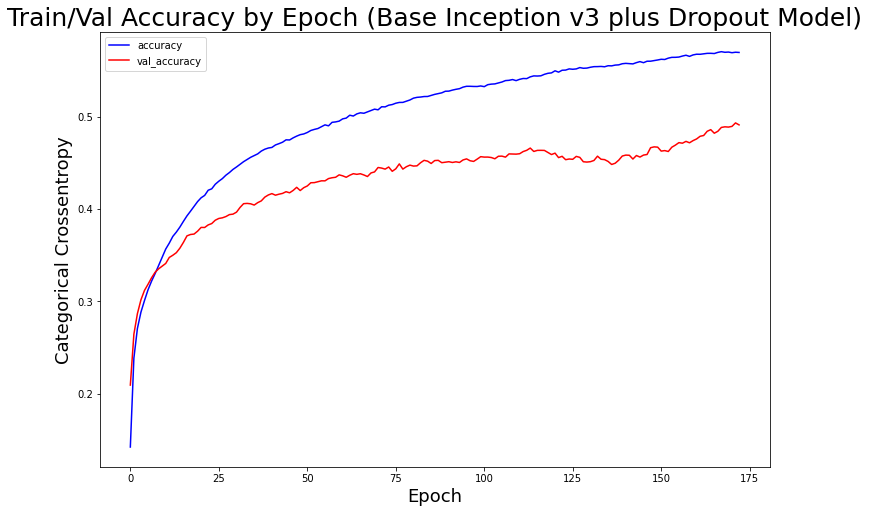 Train/Val Accuracy by Epoch (Base Inception v3 plus Dropout Model)
accuracy
val_accuracy
Categorical Crossentropy
0.5
0.4
0.3
0.2
0 25 50 75 100 125 150 175
Epoch